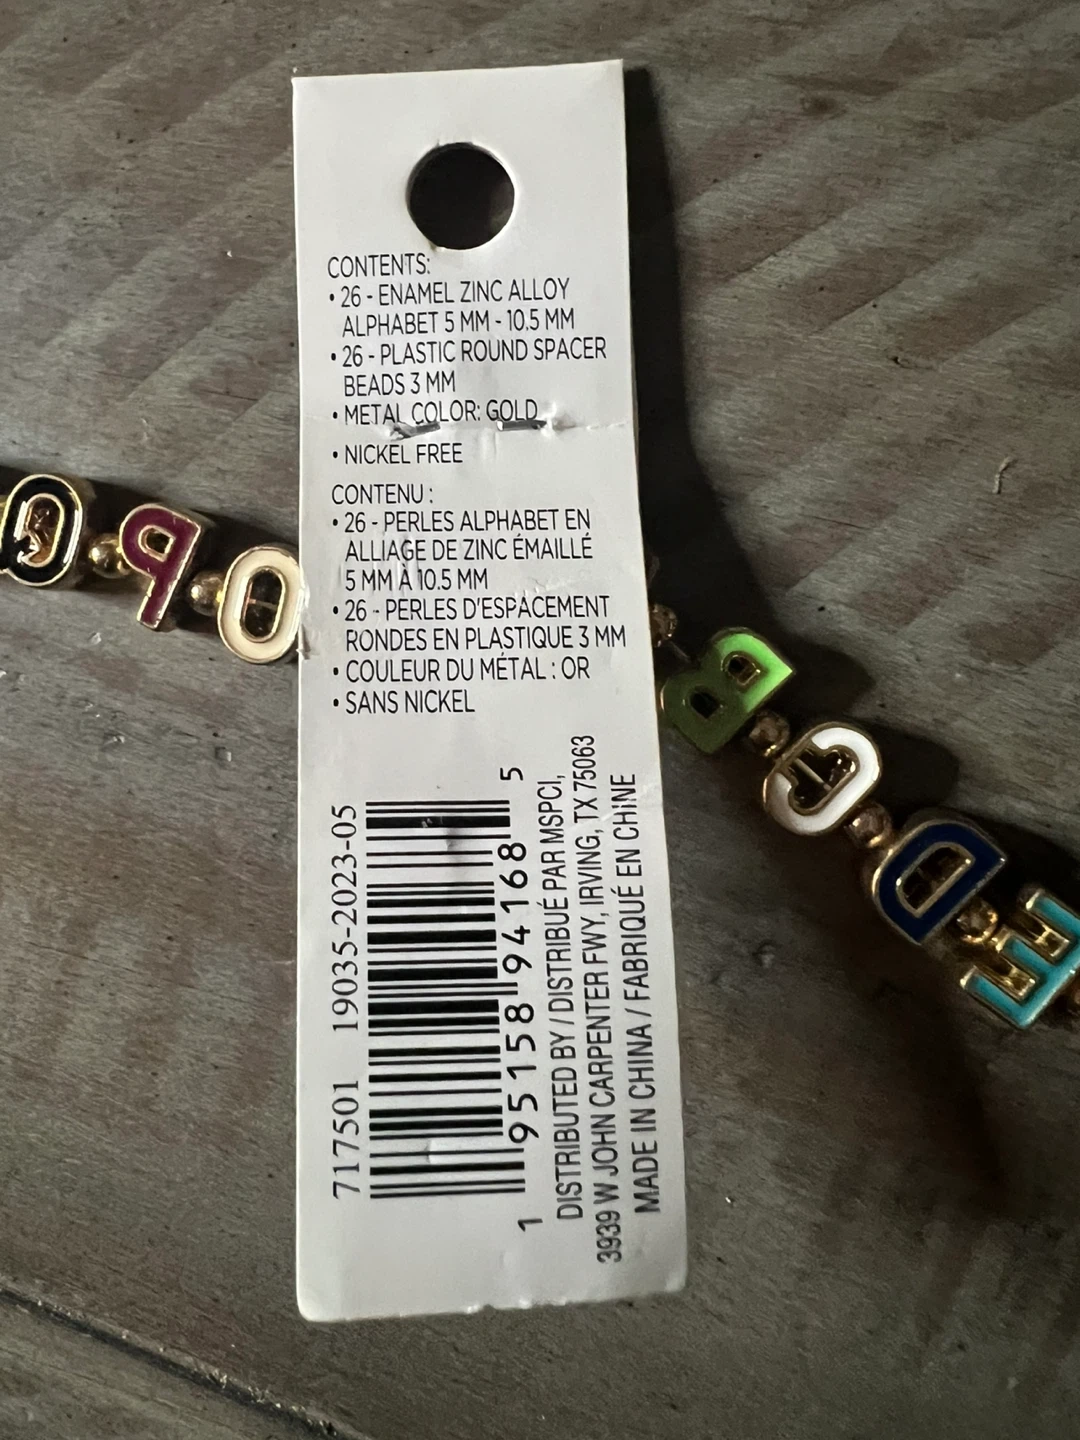 CONTENTS:
• 26 - ENAMEL ZINC ALLOY
ALPHABET 5 MM - 10.5 MM
• 26 - PLASTIC ROUND SPACER
BEADS 3 MM
• METAL COLOR: GOLD
• NICKEL FREE
CONTENU :
• 26 - PERLES ALPHABET EN
ALLIAGE DE ZINC ÉMAILLÉ
5 MM À 10.5 MM
• 26 - PERLES D'ESPACEMENT
RONDES EN PLASTIQUE 3 MM
• COULEUR DU MÉTAL : OR
• SANS NICKEL
717501 19035-2023-05
1 95158 94168 5
DISTRIBUTED BY / DISTRIBUÉ PAR MSPCI,
3939 W JOHN CARPENTER FWY, IRVING, TX 75063
MADE IN CHINA / FABRIQUÉ EN CHINE
Q P O
B C D E